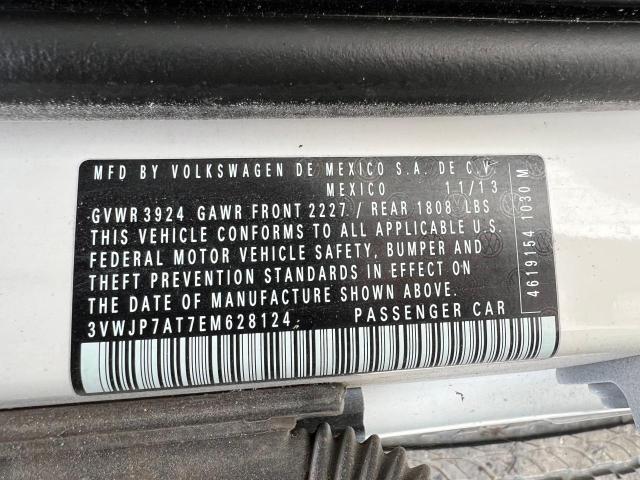 MFD BY VOLKSWAGEN DE MEXICO S.A. DE C.V.
MEXICO 11/13
GVWR 3924 GAWR FRONT 2227 / REAR 1808 LBS
THIS VEHICLE CONFORMS TO ALL APPLICABLE U.S.
FEDERAL MOTOR VEHICLE SAFETY, BUMPER AND
THEFT PREVENTION STANDARDS IN EFFECT ON
THE DATE OF MANUFACTURE SHOWN ABOVE.
3VWJP7AT7EM628124 PASSENGER CAR
4619154 1030 M